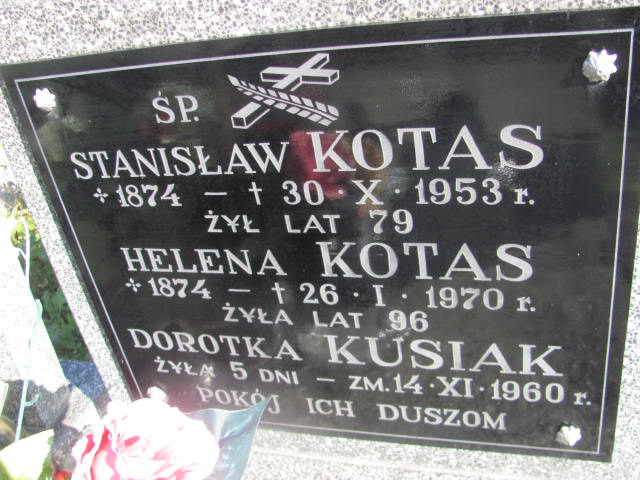 ŚP.
STANISŁAW KOTAS
* 1874 – † 30 · X · 1953 r.
ŻYŁ LAT 79
HELENA KOTAS
* 1874 – † 26 · I · 1970 r.
ŻYŁA LAT 96
DOROTKA KUSIAK
ŻYŁA 5 DNI – ZM. 14 · XI · 1960 r.
POKÓJ ICH DUSZOM